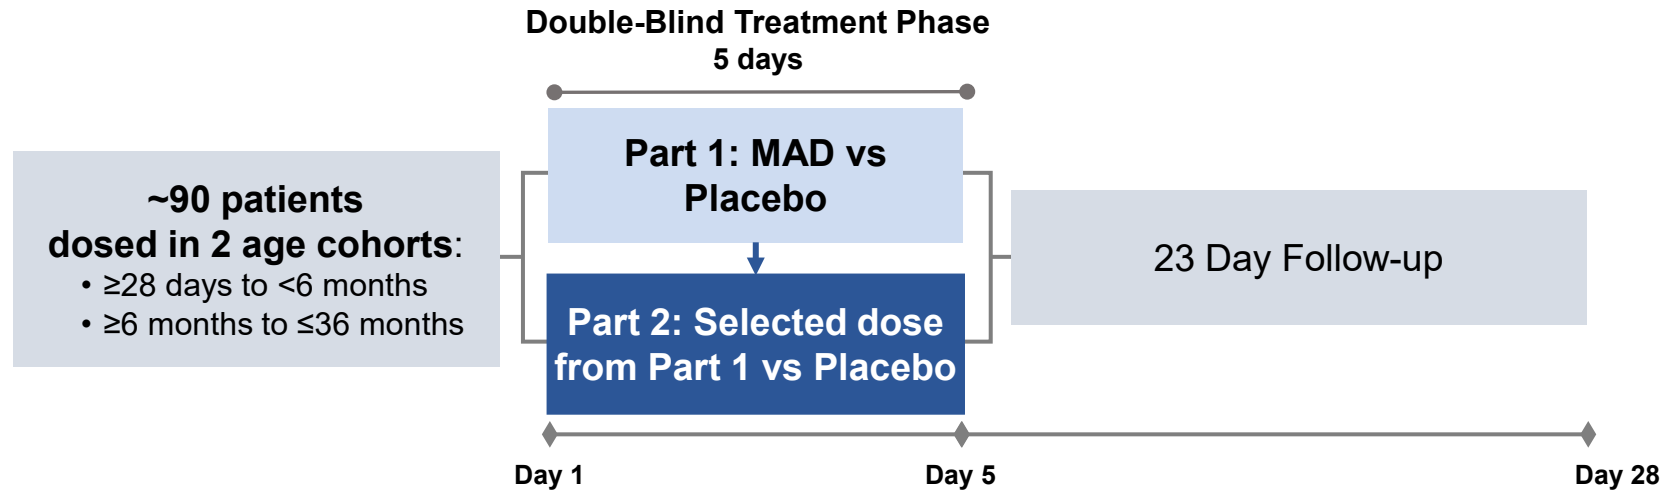 Double-Blind Treatment Phase
5 days
~90 patients
dosed in 2 age cohorts:
• ≥28 days to <6 months
• ≥6 months to ≤36 months
Part 1: MAD vs
Placebo
Part 2: Selected dose
from Part 1 vs Placebo
23 Day Follow-up
Day 1
Day 5
Day 28